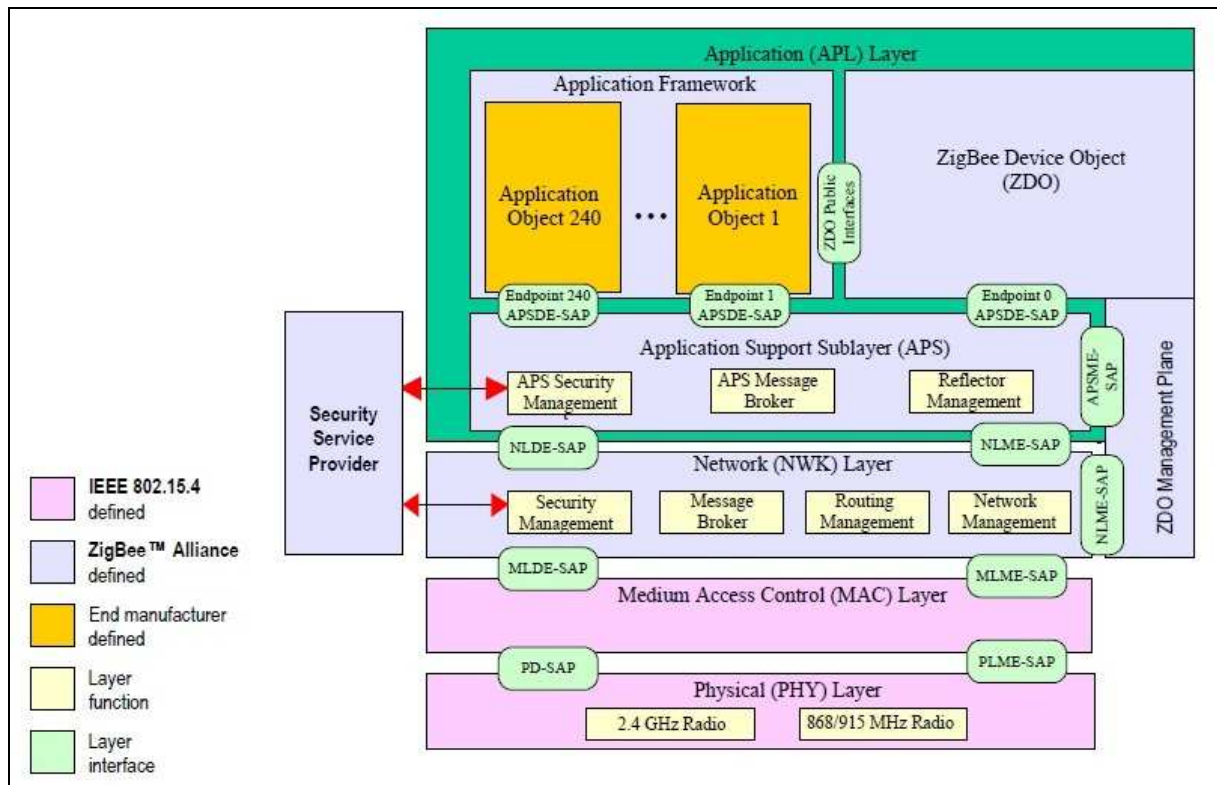 Application (APL) Layer
Application Framework
Application
Object 240
...
Application
Object 1
ZDO Public
Interfaces
ZigBee Device Object
(ZDO)
Endpoint 240
APSDE-SAP
Endpoint 1
APSDE-SAP
Endpoint 0
APSDE-SAP
Application Support Sublayer (APS)
APS Security
Management
APS Message
Broker
Reflector
Management
APSME-
SAP
Security
Service
Provider
NLDE-SAP
NLME-SAP
Network (NWK) Layer
Security
Management
Message
Broker
Routing
Management
Network
Management
NLME-SAP
ZDO Management Plane
MLDE-SAP
MLME-SAP
Medium Access Control (MAC) Layer
PD-SAP
PLME-SAP
Physical (PHY) Layer
2.4 GHz Radio
868/915 MHz Radio
IEEE 802.15.4
defined
ZigBee™ Alliance
defined
End manufacturer
defined
Layer
function
Layer
interface